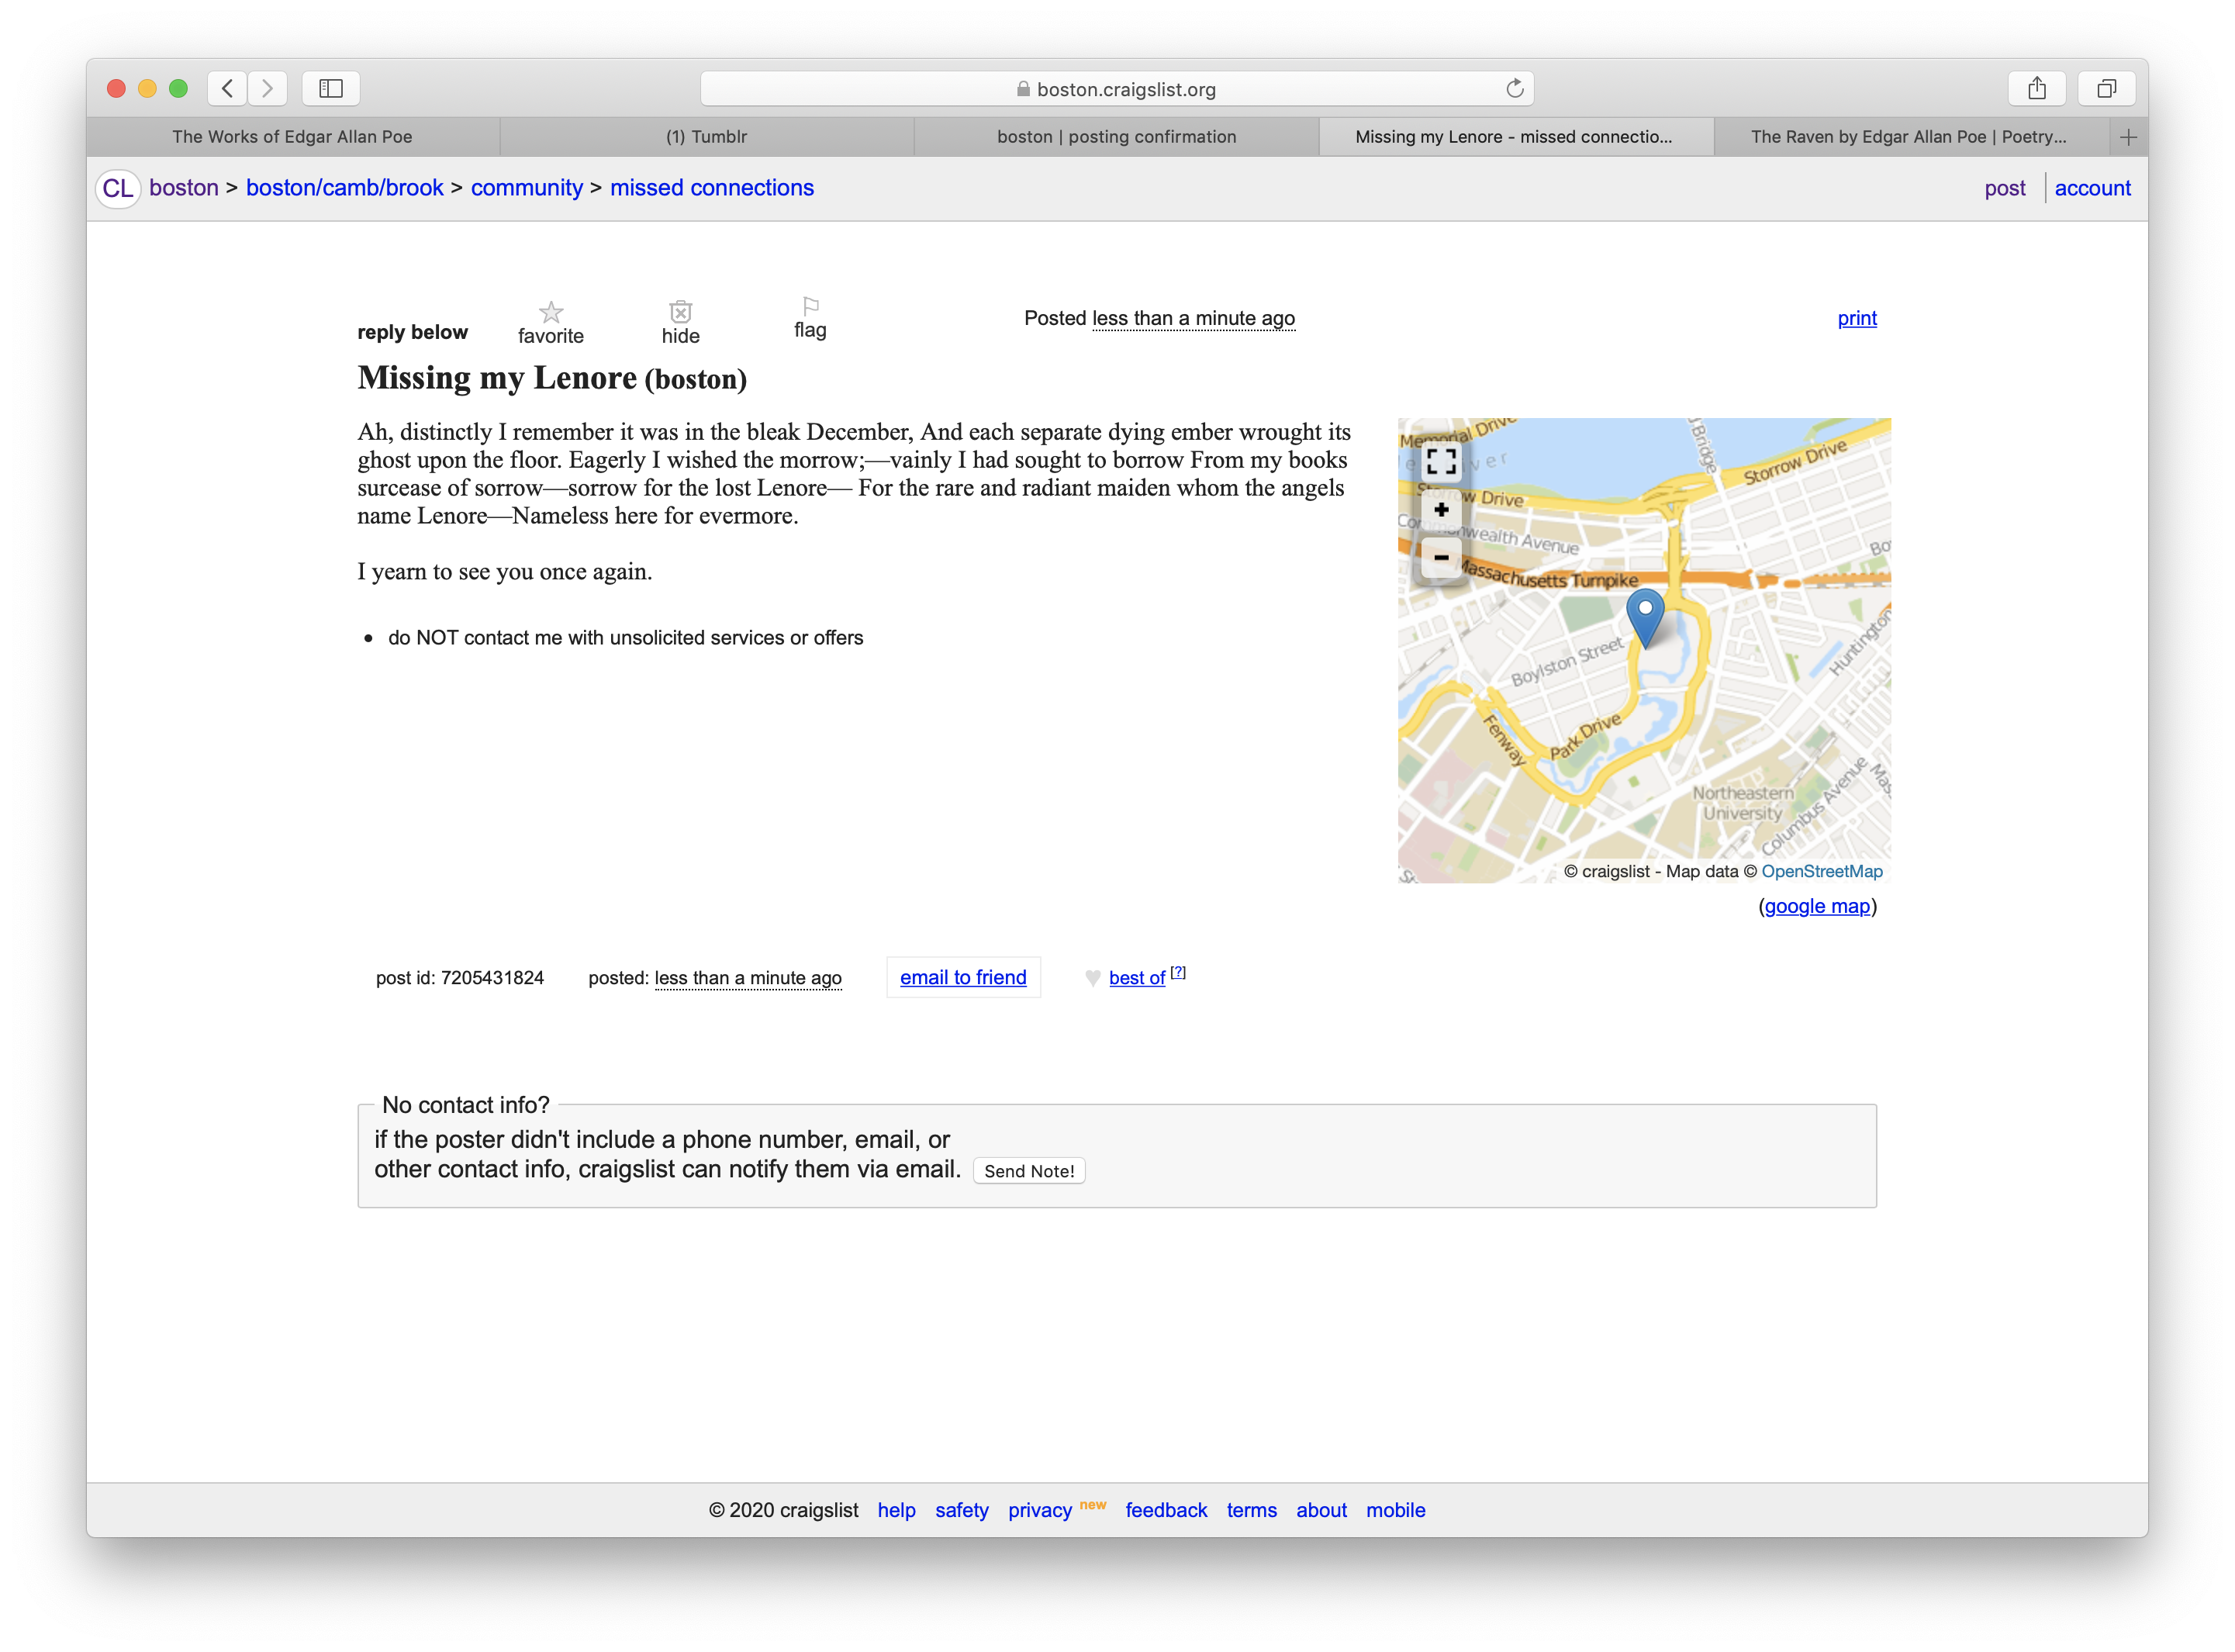 boston.craigslist.org
The Works of Edgar Allan Poe
(1) Tumblr
boston | posting confirmation
Missing my Lenore - missed connectio...
The Raven by Edgar Allan Poe | Poetry...
CL boston > boston/camb/brook > community > missed connections
post
account
reply below
favorite
hide
flag
Posted less than a minute ago
print
Missing my Lenore (boston)
Ah, distinctly I remember it was in the bleak December, And each separate dying ember wrought its
ghost upon the floor. Eagerly I wished the morrow;—vainly I had sought to borrow From my books
surcease of sorrow—sorrow for the lost Lenore— For the rare and radiant maiden whom the angels
name Lenore—Nameless here for evermore.
I yearn to see you once again.
• do NOT contact me with unsolicited services or offers
Memorial Drive
Bridge
Storrow Drive
Storrow Drive
Commonwealth Avenue
Massachusetts Turnpike
Boylston Street
Huntington
Park Drive
Fenway
Northeastern
University
Columbus Avenue
© craigslist - Map data © OpenStreetMap
(google map)
post id: 7205431824
posted: less than a minute ago
email to friend
♥ best of [?]
No contact info?
if the poster didn't include a phone number, email, or
other contact info, craigslist can notify them via email. Send Note!
© 2020 craigslist help safety privacy new feedback terms about mobile